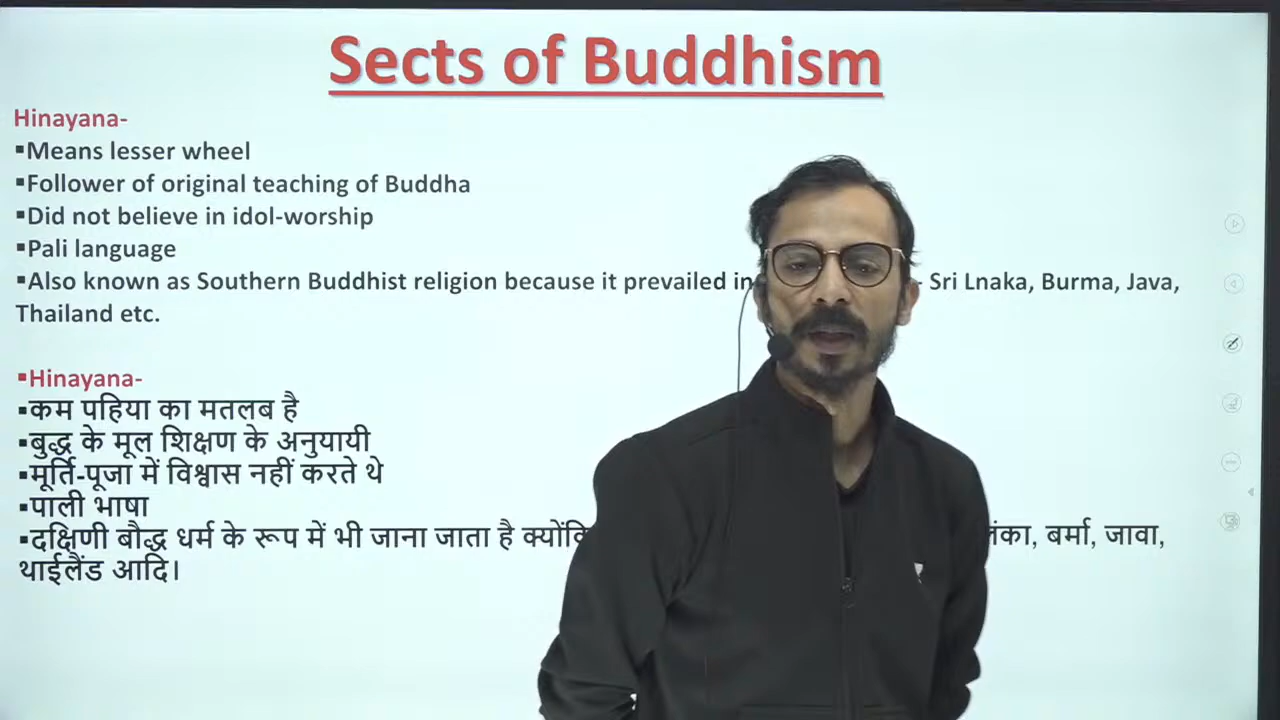 Sects of Buddhism
Hinayana-
▪Means lesser wheel
▪Follower of original teaching of Buddha
▪Did not believe in idol-worship
▪Pali language
▪Also known as Southern Buddhist religion because it prevailed in - Sri Lnaka, Burma, Java,
Thailand etc.
▪Hinayana-
▪कम पहिया का मतलब है
▪बुद्ध के मूल शिक्षण के अनुयायी
▪मूर्ति-पूजा में विश्वास नहीं करते थे
▪पाली भाषा
▪दक्षिणी बौद्ध धर्म के रूप में भी जाना जाता है बर्मा, जावा,
थाईलैंड आदि।